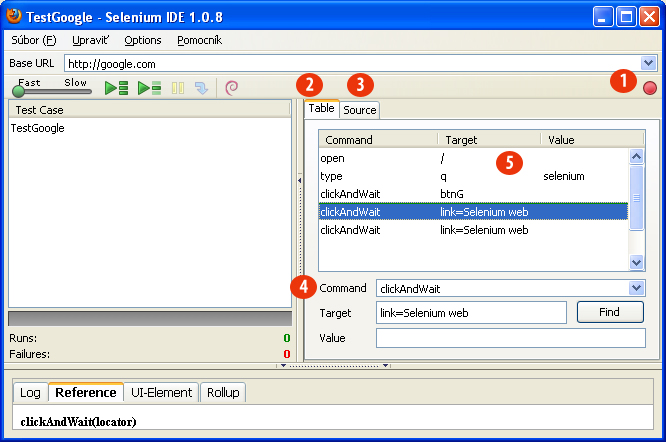 TestGoogle - Selenium IDE 1.0.8
Súbor (F) Upraviť Options Pomocník
Base URL http://google.com
Fast Slow
1
2 3
Test Case
TestGoogle
Table Source
Command Target Value
open /
5
type q selenium
clickAndWait btnG
clickAndWait link=Selenium web
clickAndWait link=Selenium web
4 Command clickAndWait
Target link=Selenium web Find
Value
Runs: 0
Failures: 0
Log Reference UI-Element Rollup
clickAndWait(locator)